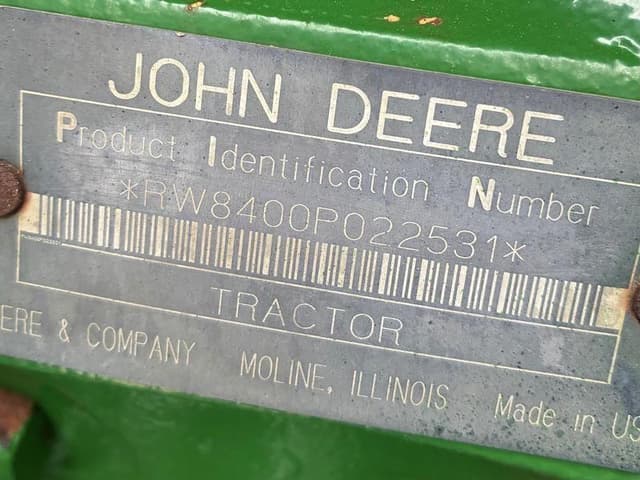 JOHN DEERE
Product Identification Number
*RW8400P022531*
TRACTOR
ERE & COMPANY MOLINE, ILLINOIS Made in US